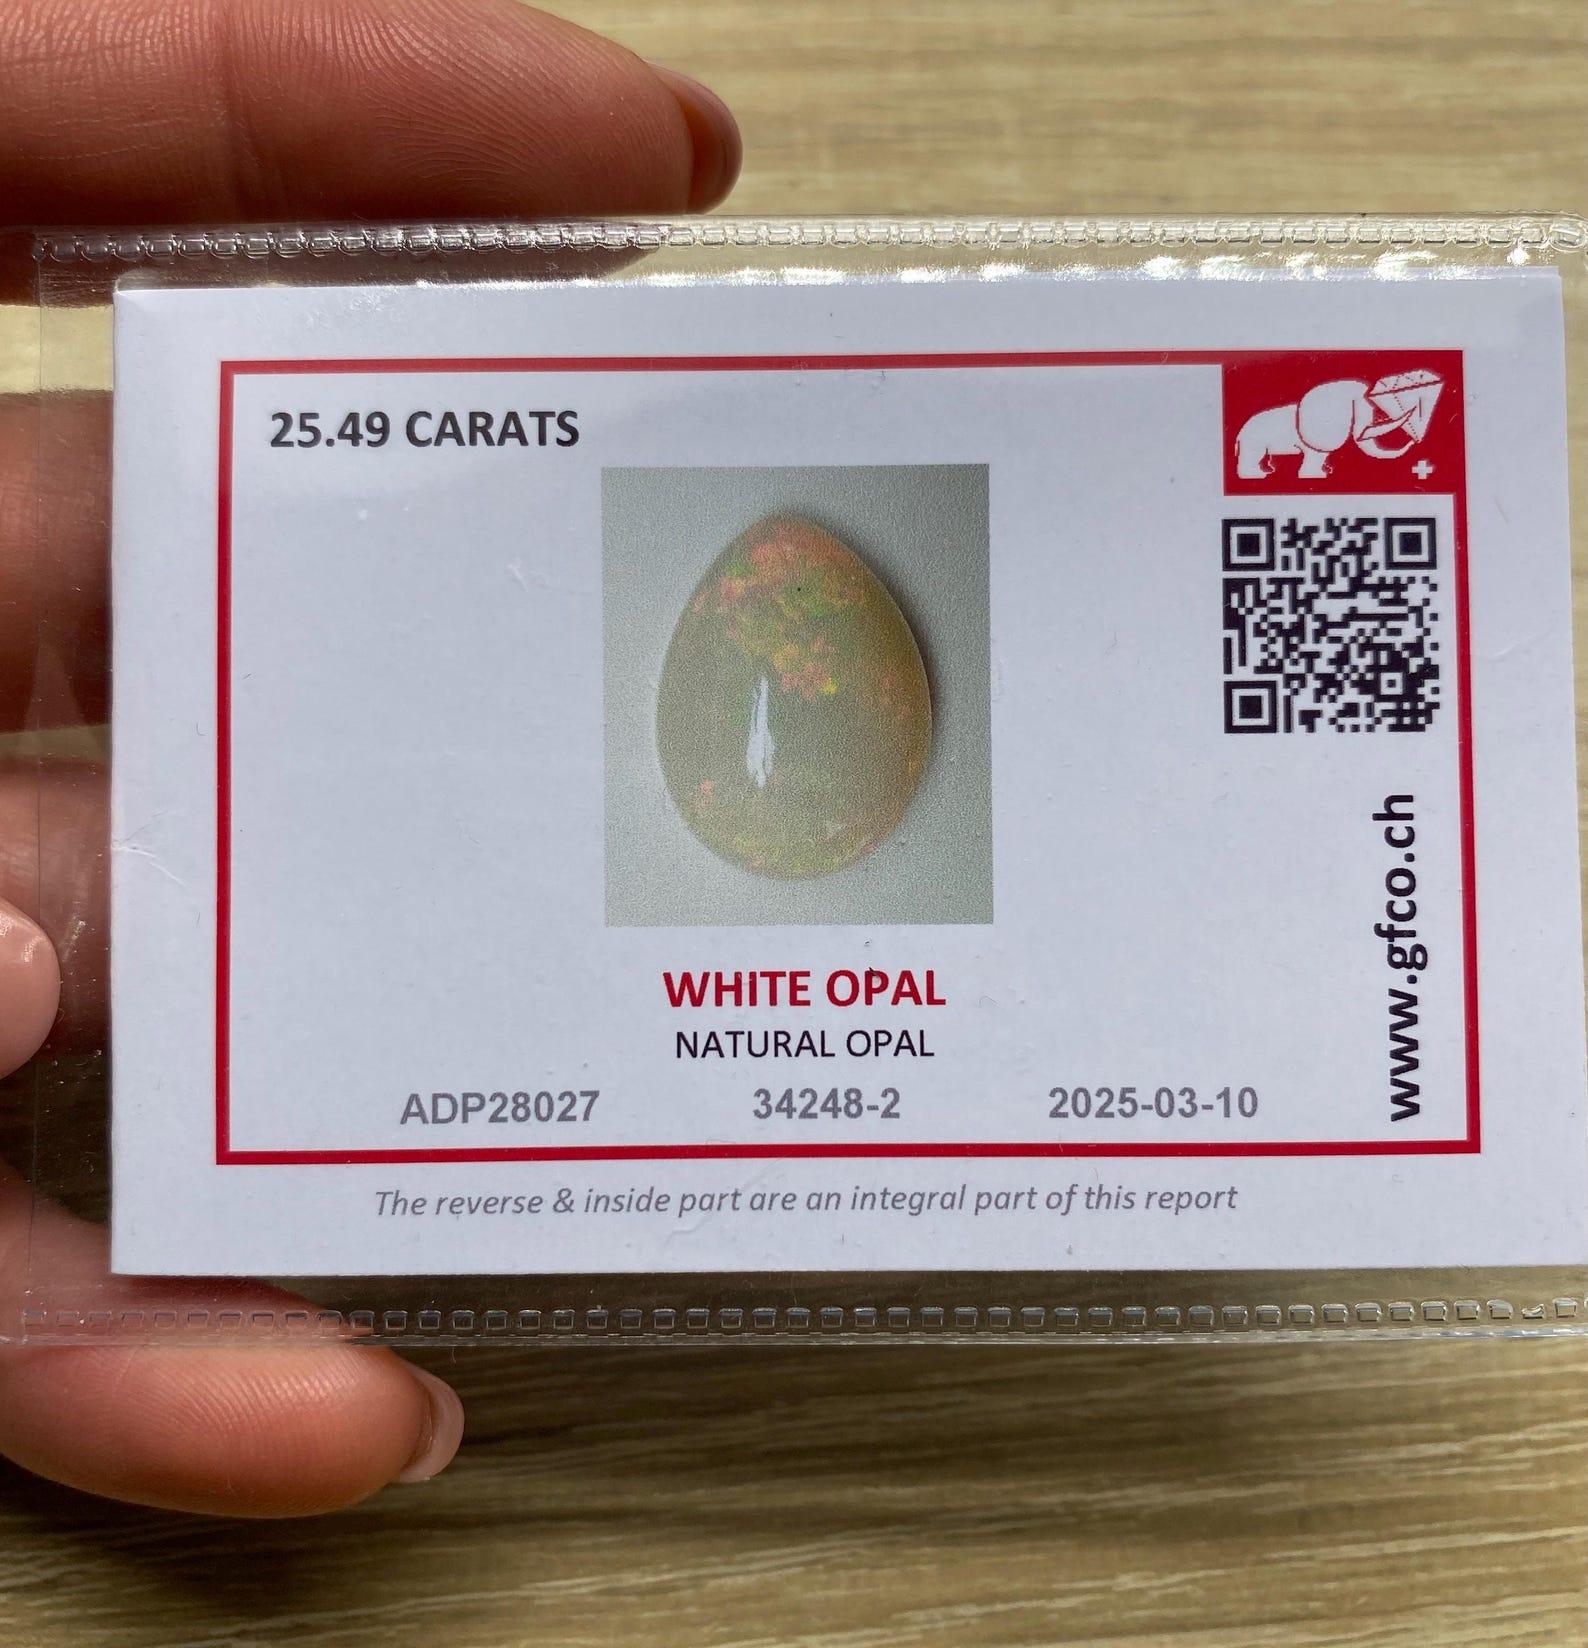 25.49 CARATS
www.gfco.ch
WHITE OPAL
NATURAL OPAL
ADP28027 34248-2 2025-03-10
The reverse & inside part are an integral part of this report